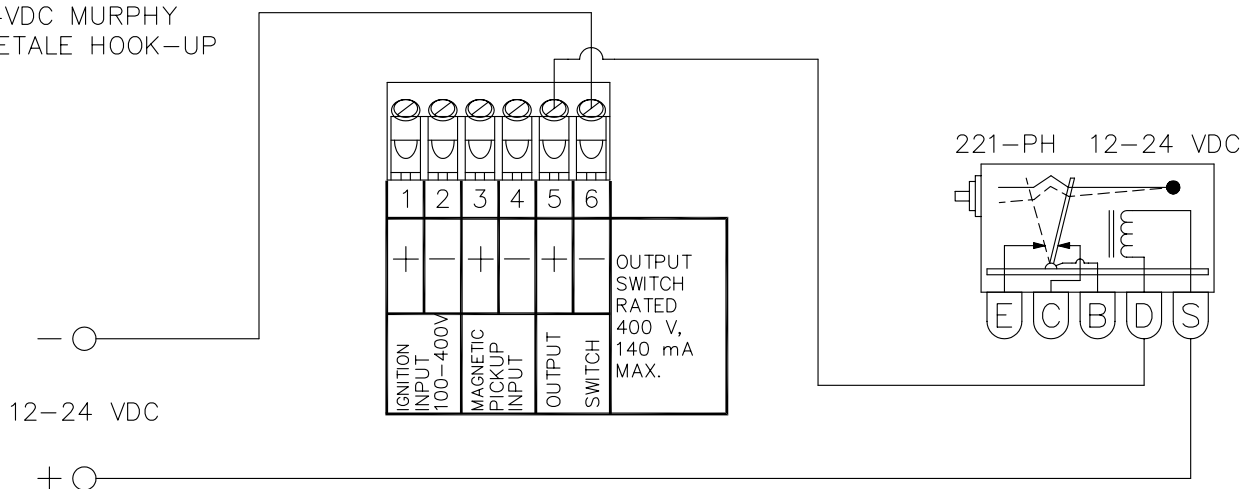 -VDC MURPHY
ETALE HOOK-UP
221-PH 12-24 VDC
1 2 3 4 5 6
+ - + - + -
OUTPUT
SWITCH
RATED
400 V,
140 mA
MAX.
IGNITION
INPUT
100-400V
MAGNETIC
PICKUP
INPUT
OUTPUT
SWITCH
E C B D S
-
12-24 VDC
+